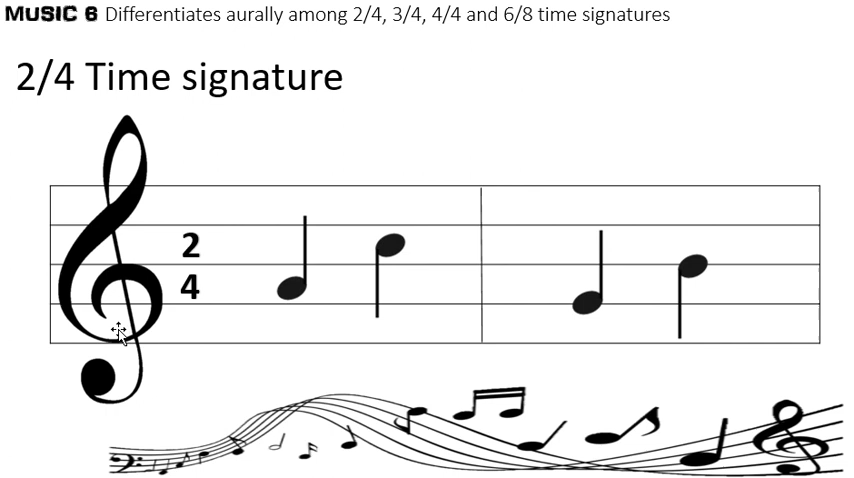 MUSIC 6 Differentiates aurally among 2/4, 3/4, 4/4 and 6/8 time signatures
2/4 Time signature
2
4